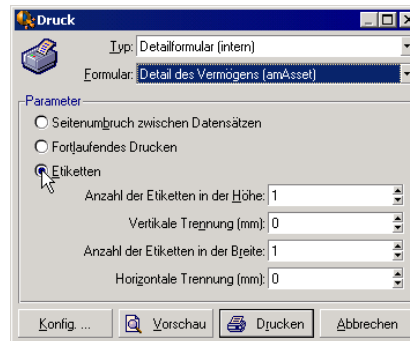 Druck
Typ: Detailformular (intern)
Formular: Detail des Vermögens (amAsset)
Parameter
Seitenumbruch zwischen Datensätzen
Fortlaufendes Drucken
Etiketten
Anzahl der Etiketten in der Höhe: 1
Vertikale Trennung (mm): 0
Anzahl der Etiketten in der Breite: 1
Horizontale Trennung (mm): 0
Konfig. ... Vorschau Drucken Abbrechen